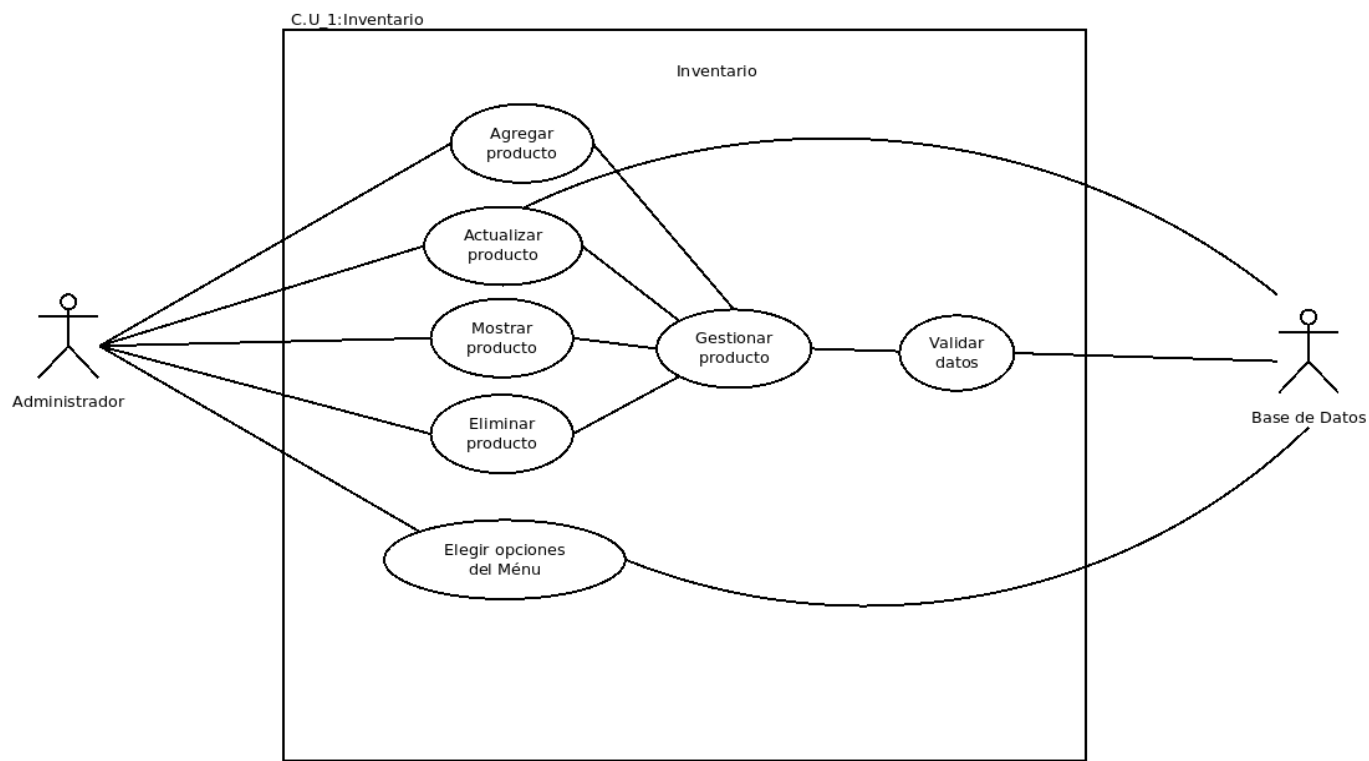 C.U_1:Inventario
Inventario
Agregar
producto
Actualizar
producto
Mostrar
producto
Gestionar
producto
Validar
datos
Eliminar
producto
Administrador
Base de Datos
Elegir opciones
del Ménu